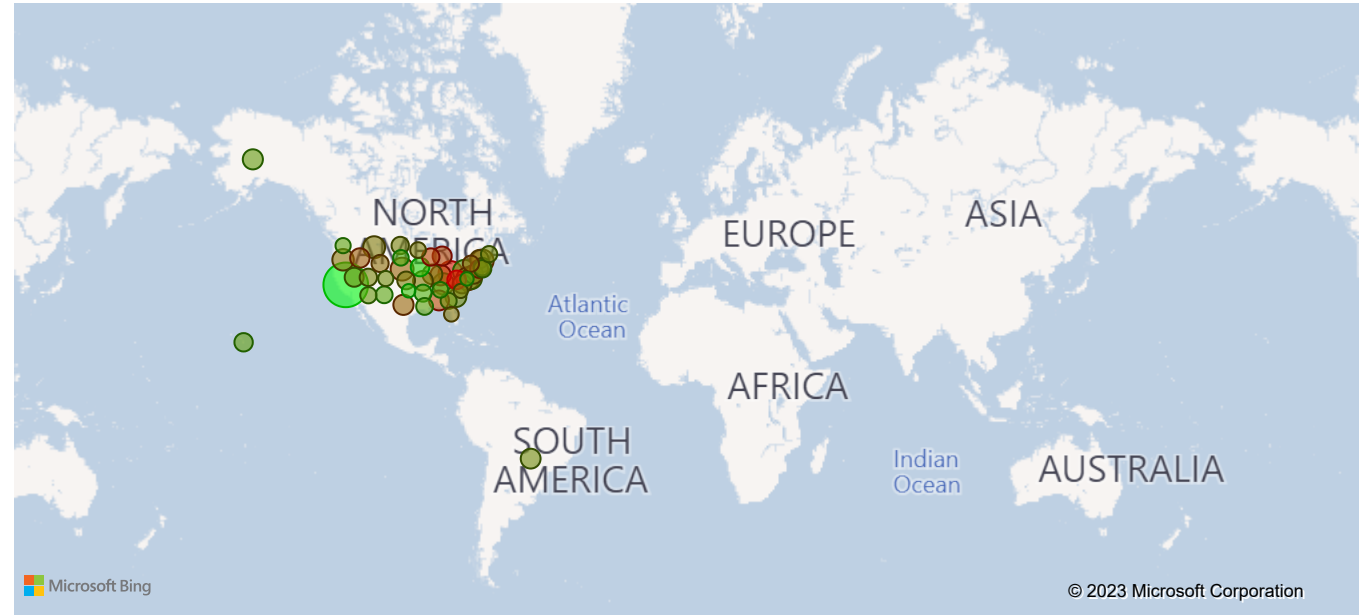 NORTH
AMERICA
EUROPE
ASIA
Atlantic
Ocean
AFRICA
SOUTH
AMERICA
Indian
Ocean
AUSTRALIA
Microsoft Bing
© 2023 Microsoft Corporation